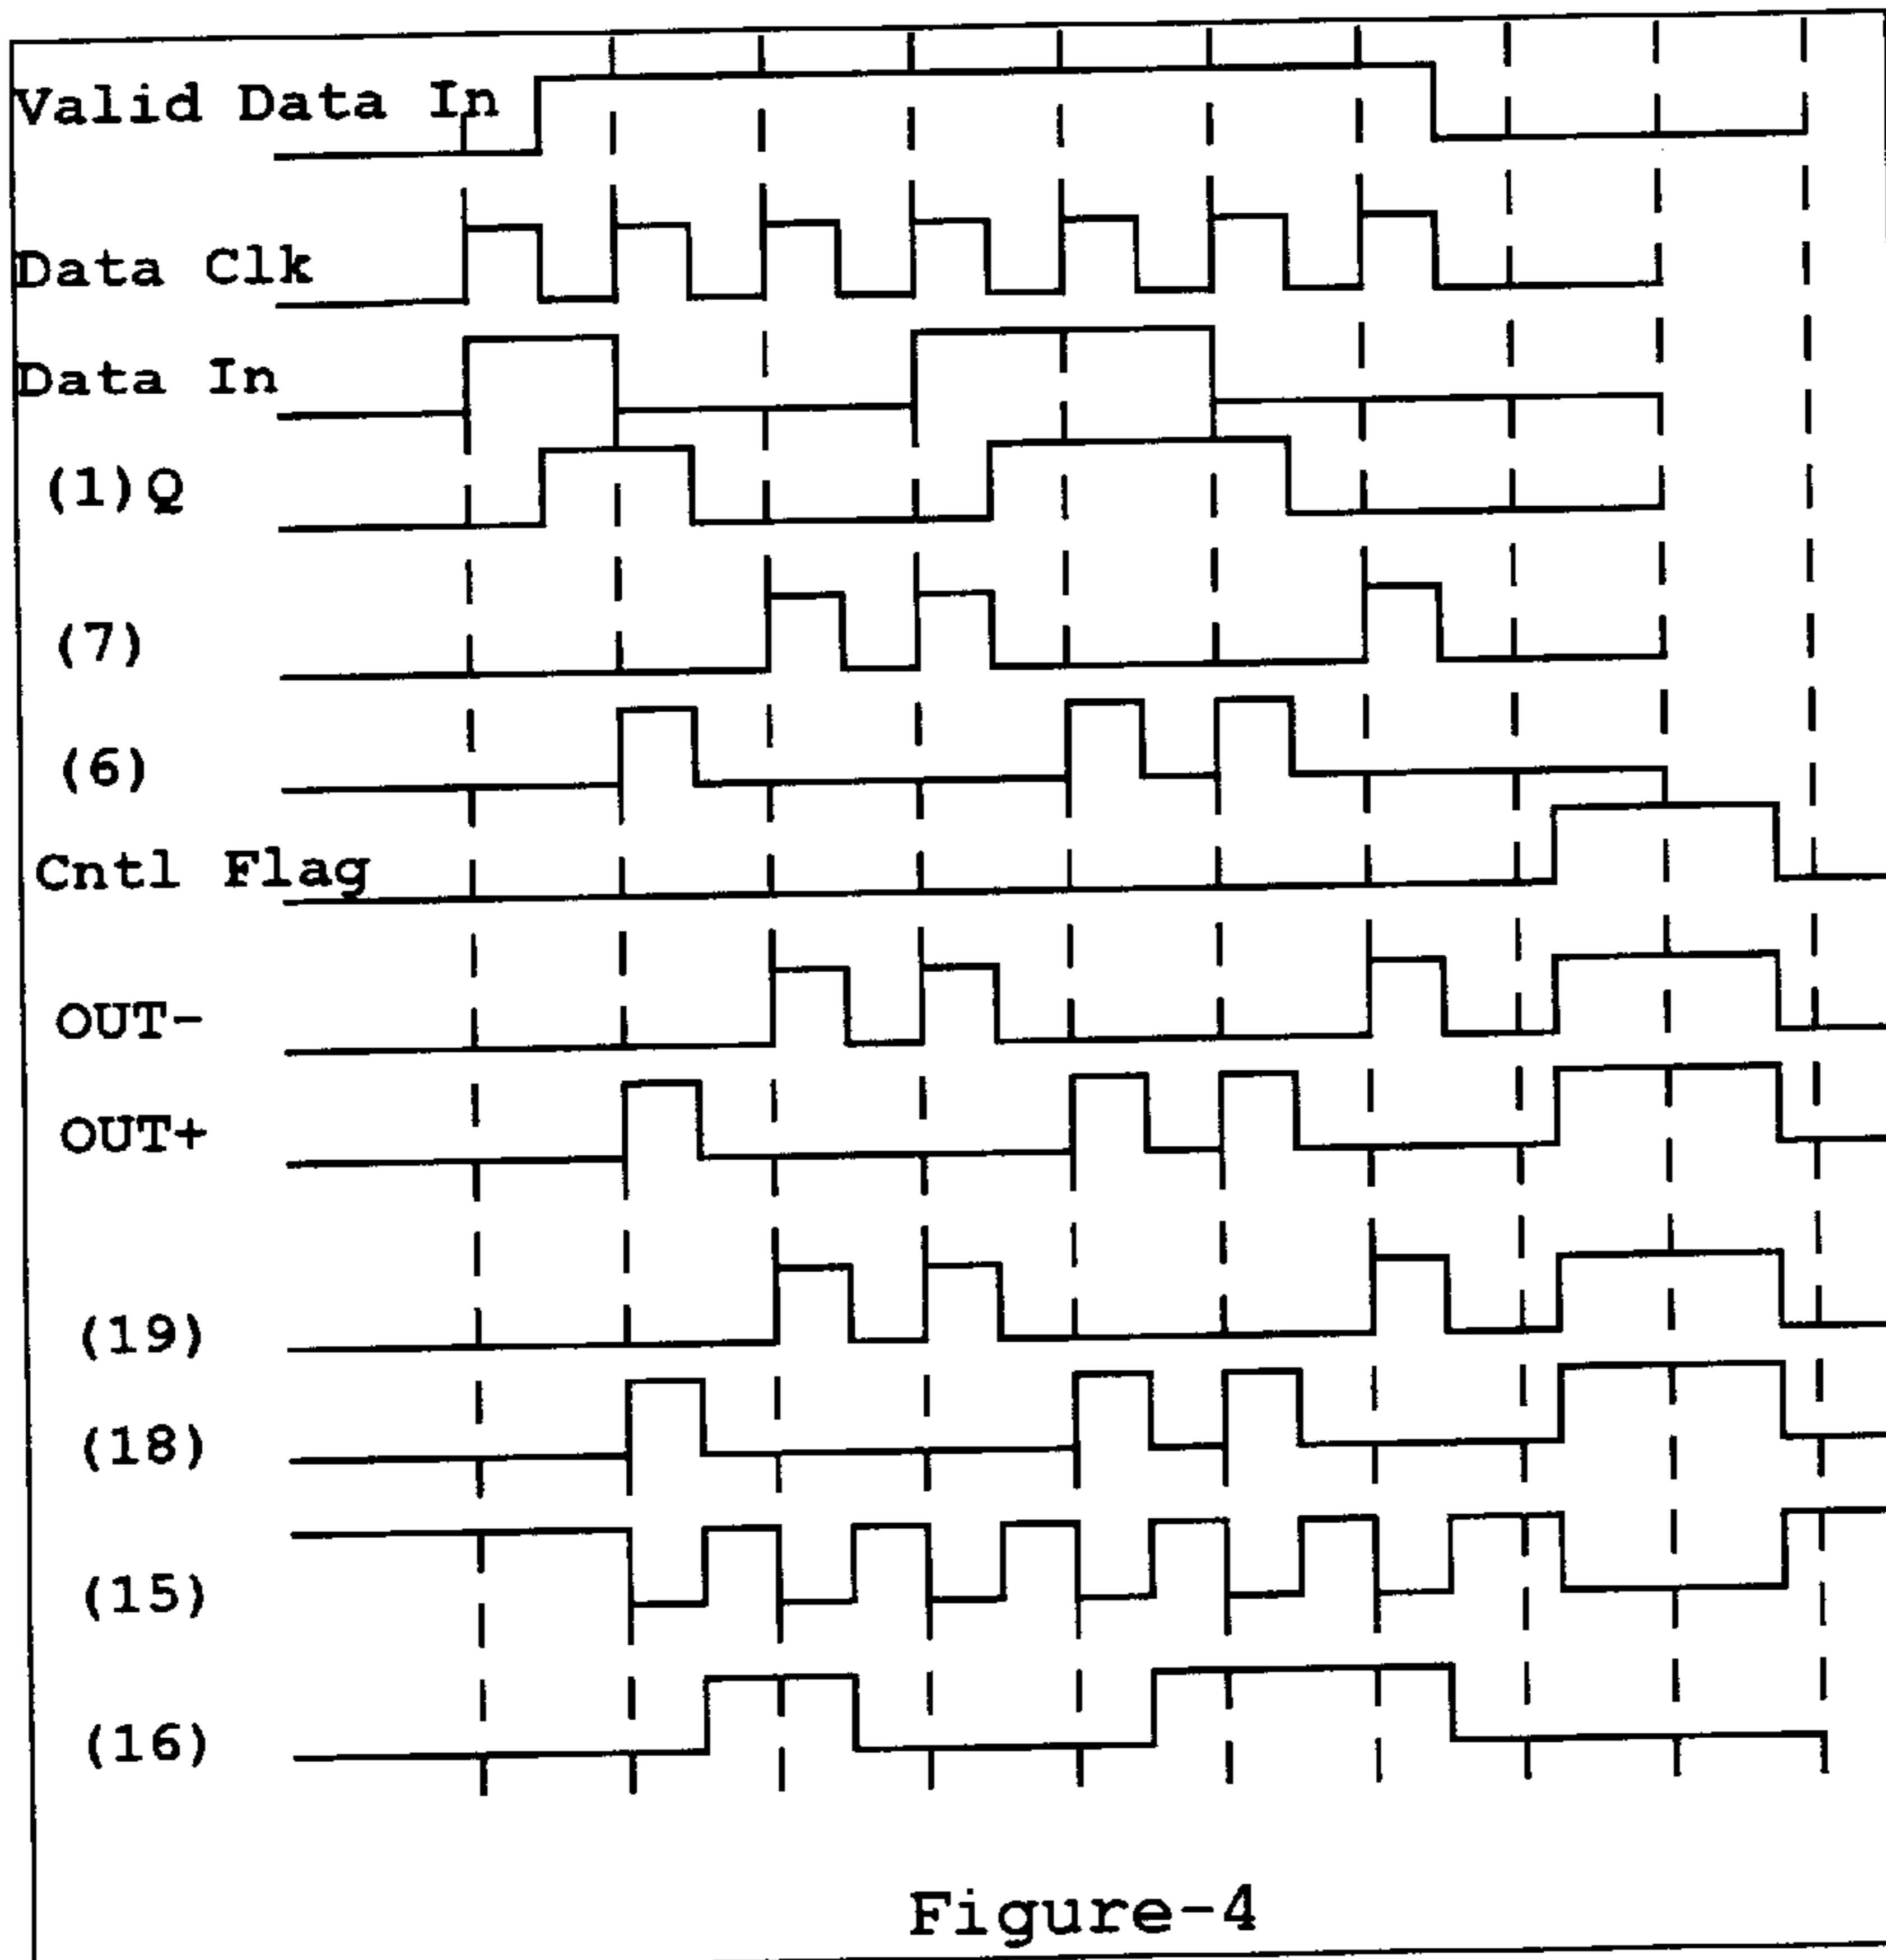 Valid Data In
Data Clk
Data In
(1)Q
(7)
(6)
Cntl Flag
OUT-
OUT+
(19)
(18)
(15)
(16)
Figure-4